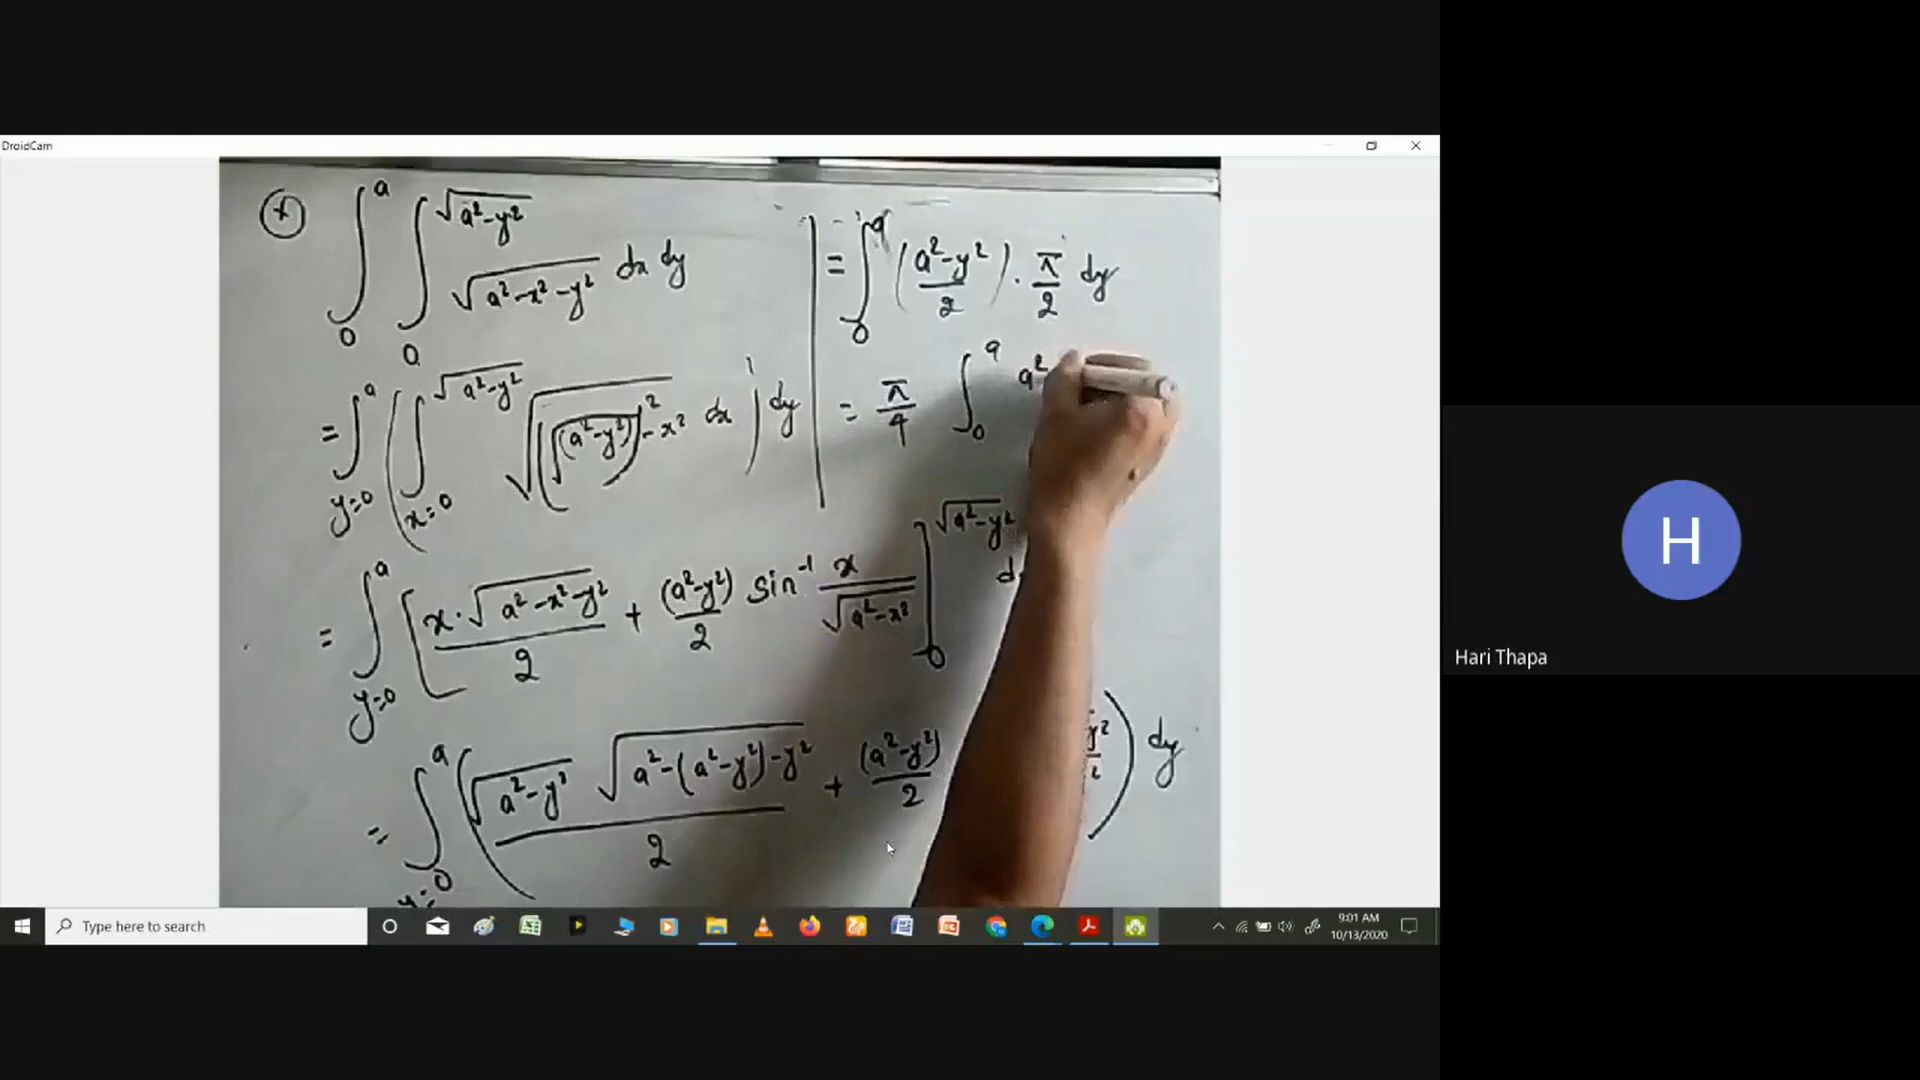 DroidCam
(x) ∫₀^a ∫₀^√(a²-y²) √(a²-x²-y²) dx dy
= ∫_{y=0}^a ( ∫_{x=0}^√(a²-y²) √((√(a²-y²))² - x²) dx ) dy
= ∫_{y=0}^a [ x·√(a²-x²-y²) / 2 + (a²-y²)/2 sin⁻¹ x/√(a²-x²) ]₀^√(a²-y²)
= ∫_{y=0}^a ( √(a²-y²) √(a²-(a²-y²)-y²) / 2 + (a²-y²)/2 ) dy
= ∫₀^a ( (a²-y²)/2 ) · π/2 dy
= π/4 ∫₀^a a²
H
Hari Thapa
Type here to search
9:01 AM
10/13/2020